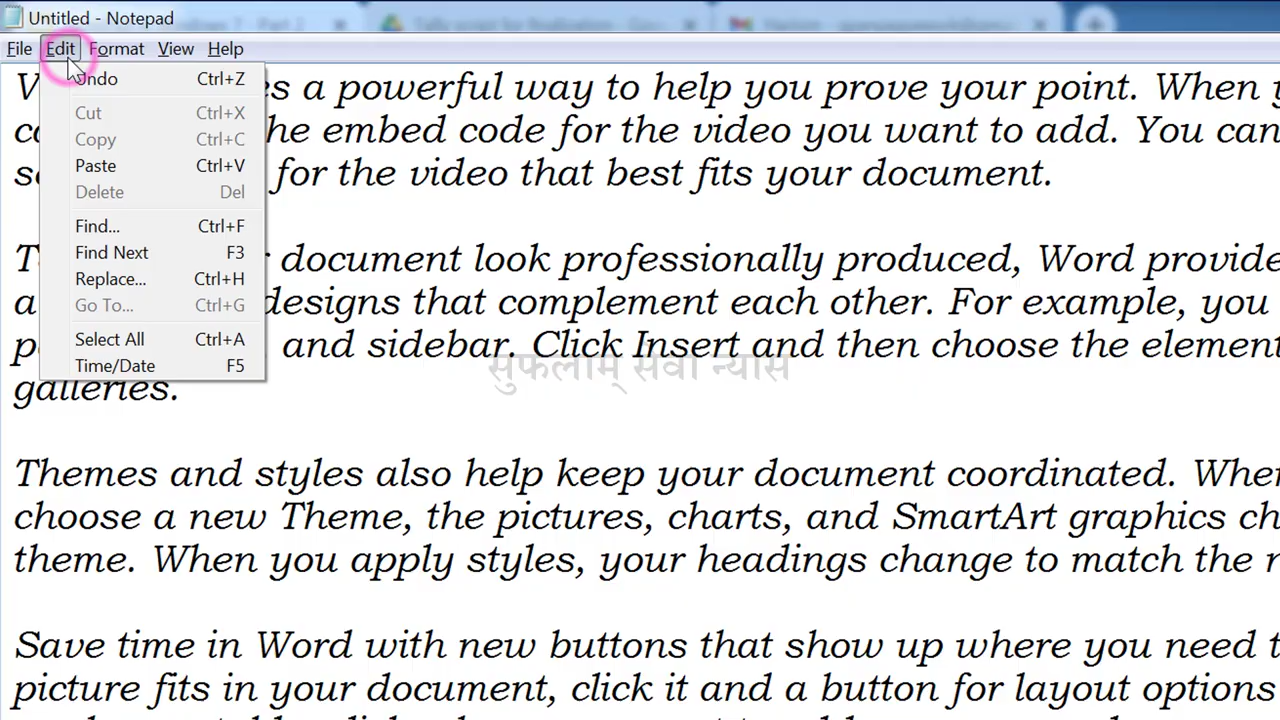 Untitled - Notepad
File Edit Format View Help
Undo Ctrl+Z
Cut Ctrl+X
Copy Ctrl+C
Paste Ctrl+V
Delete Del
Find... Ctrl+F
Find Next F3
Replace... Ctrl+H
Go To... Ctrl+G
Select All Ctrl+A
Time/Date F5
a powerful way to help you prove your point. When
the embed code for the video you want to add. You can
for the video that best fits your document.
document look professionally produced, Word provide
designs that complement each other. For example, you
and sidebar. Click Insert and then choose the element
galleries.
सुफलाम् सेवा न्यास
Themes and styles also help keep your document coordinated. When
choose a new Theme, the pictures, charts, and SmartArt graphics ch
theme. When you apply styles, your headings change to match the
Save time in Word with new buttons that show up where you need t
picture fits in your document, click it and a button for layout options